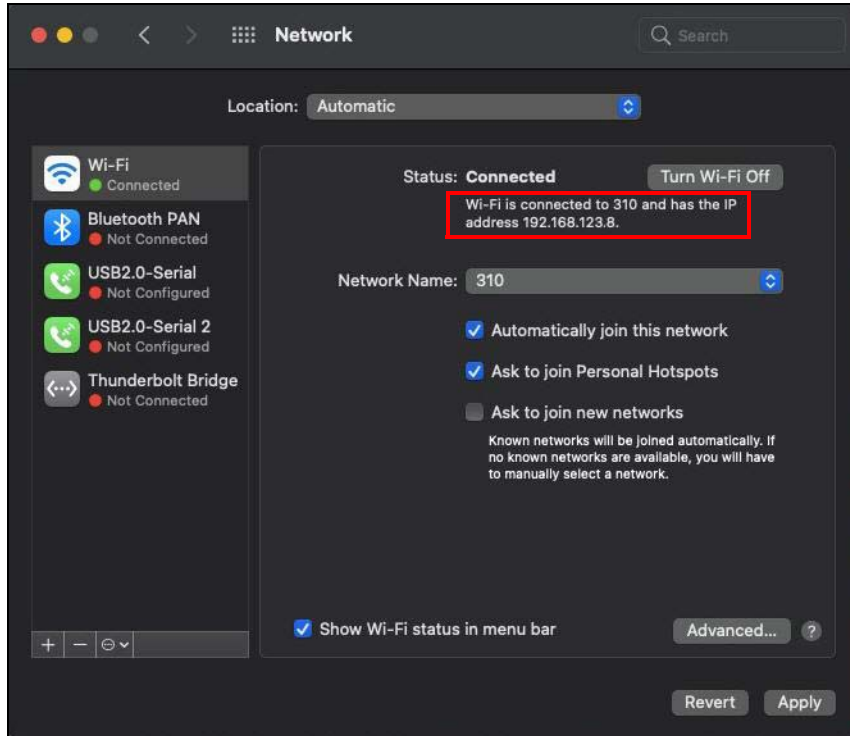 Network
Search
Location: Automatic
Wi-Fi
Connected
Bluetooth PAN
Not Connected
USB2.0-Serial
Not Configured
USB2.0-Serial 2
Not Configured
Thunderbolt Bridge
Not Connected
Status: Connected
Turn Wi-Fi Off
Wi-Fi is connected to 310 and has the IP
address 192.168.123.8.
Network Name: 310
Automatically join this network
Ask to join Personal Hotspots
Ask to join new networks
Known networks will be joined automatically. If
no known networks are available, you will have
to manually select a network.
Show Wi-Fi status in menu bar
Advanced... ?
Revert
Apply